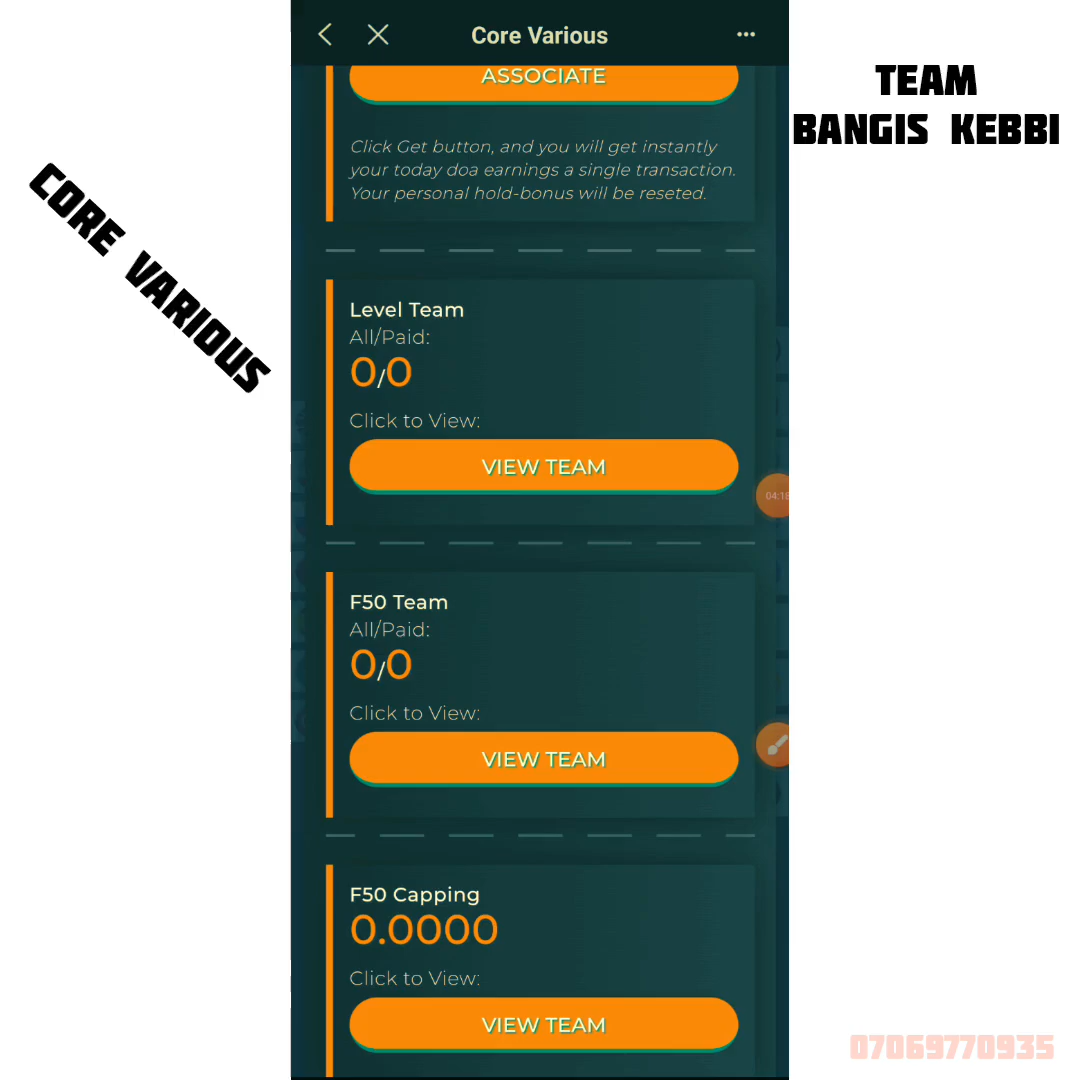 Core Various
TEAM
BANGIS KEBBI
CORE VARIOUS
ASSOCIATE
Click Get button, and you will get instantly
your today doa earnings a single transaction.
Your personal hold-bonus will be reseted.
Level Team
All/Paid:
0/0
Click to View:
VIEW TEAM
04:18
F50 Team
All/Paid:
0/0
Click to View:
VIEW TEAM
F50 Capping
0.0000
Click to View:
VIEW TEAM
07069770935